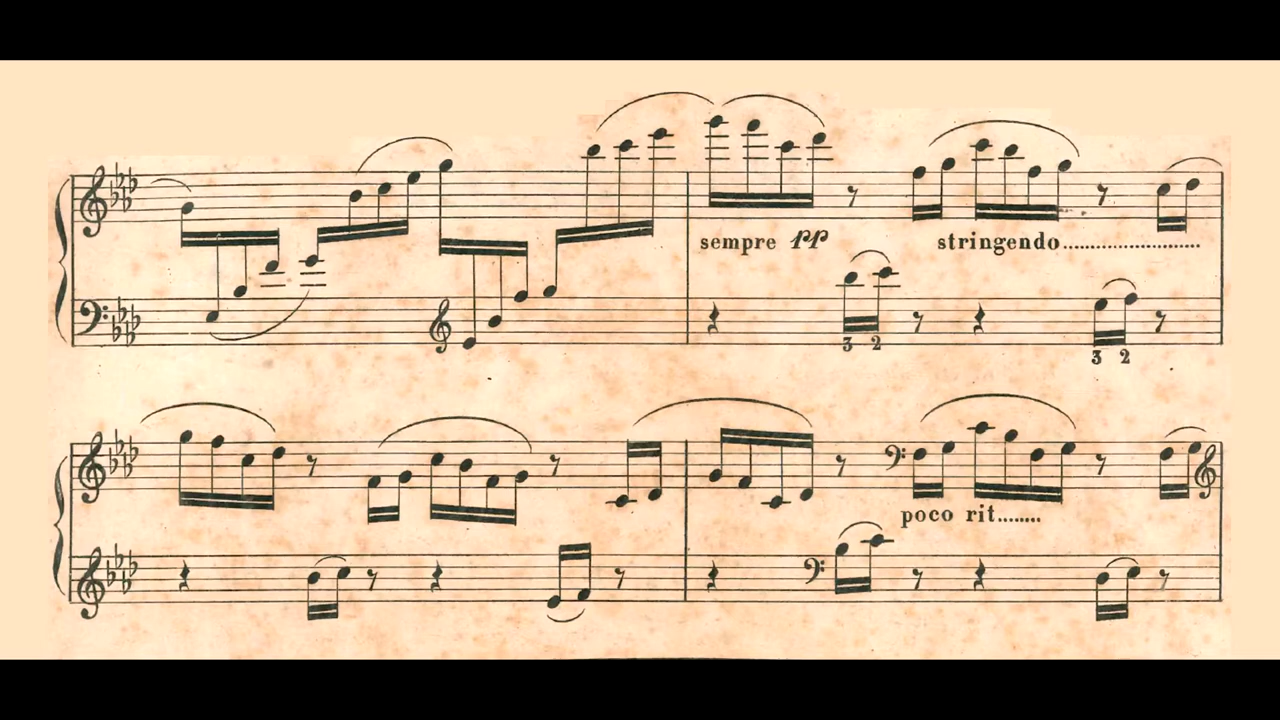 sempre pp stringendo........................
3 2 3 2
poco rit........